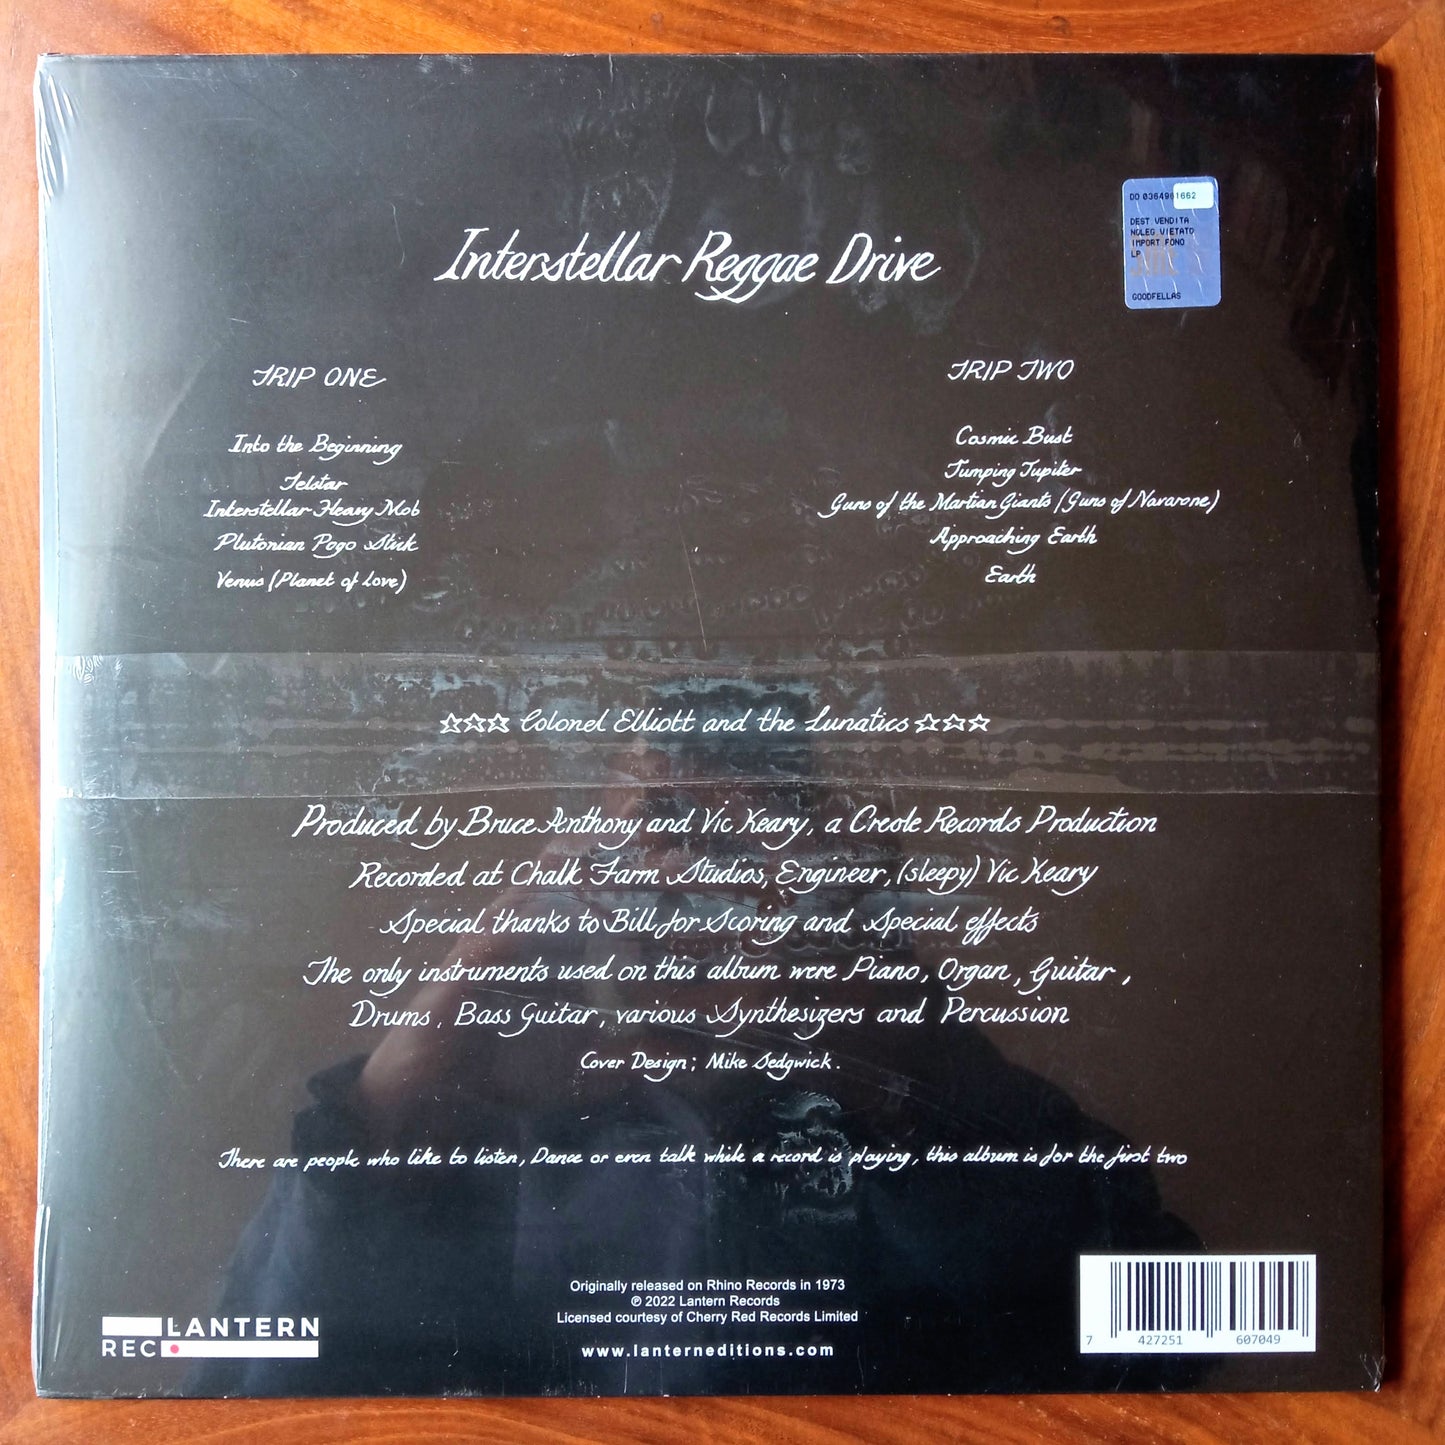 DD 0364961662
DEST VENDITA
NOLEG VIETATO
IMPORT FONO
LP
GOODFELLAS
Interstellar Reggae Drive
TRIP ONE
Into the Beginning
Telstar
Interstellar Heavy Mob
Plutonian Pogo Stick
Venus (Planet of Love)
TRIP TWO
Cosmic Bust
Jumping Jupiter
Guns of the Martian Giants (Guns of Navarone)
Approaching Earth
Earth
☆☆☆ Colonel Elliott and the Lunatics ☆☆☆
Produced by Bruce Anthony and Vic Keary, a Creole Records Production
Recorded at Chalk Farm Studios, Engineer, (sleepy) Vic Keary
Special thanks to Bill for Scoring and Special effects
The only instruments used on this album were Piano, Organ, Guitar,
Drums, Bass Guitar, various Synthesizers and Percussion
Cover Design; Mike Sedgwick.
There are people who like to listen, Dance or even talk while a record is playing, this album is for the first two
Originally released on Rhino Records in 1973
℗ 2022 Lantern Records
Licensed courtesy of Cherry Red Records Limited
www.lanterneditions.com
LANTERN
REC
7 427251 607049